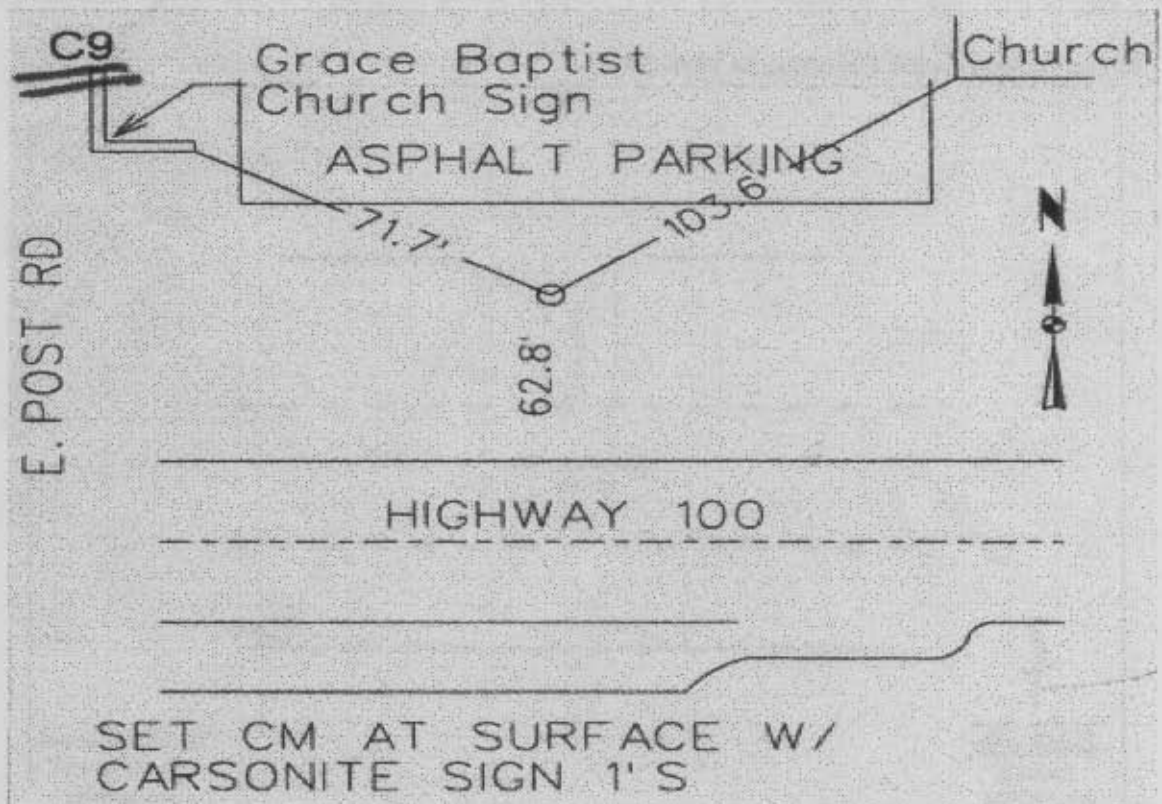 C9
Grace Baptist
Church Sign
Church
ASPHALT PARKING
N
71.7'
103.6
E. POST RD
62.8'
HIGHWAY 100
SET CM AT SURFACE W/
CARSONITE SIGN 1'S